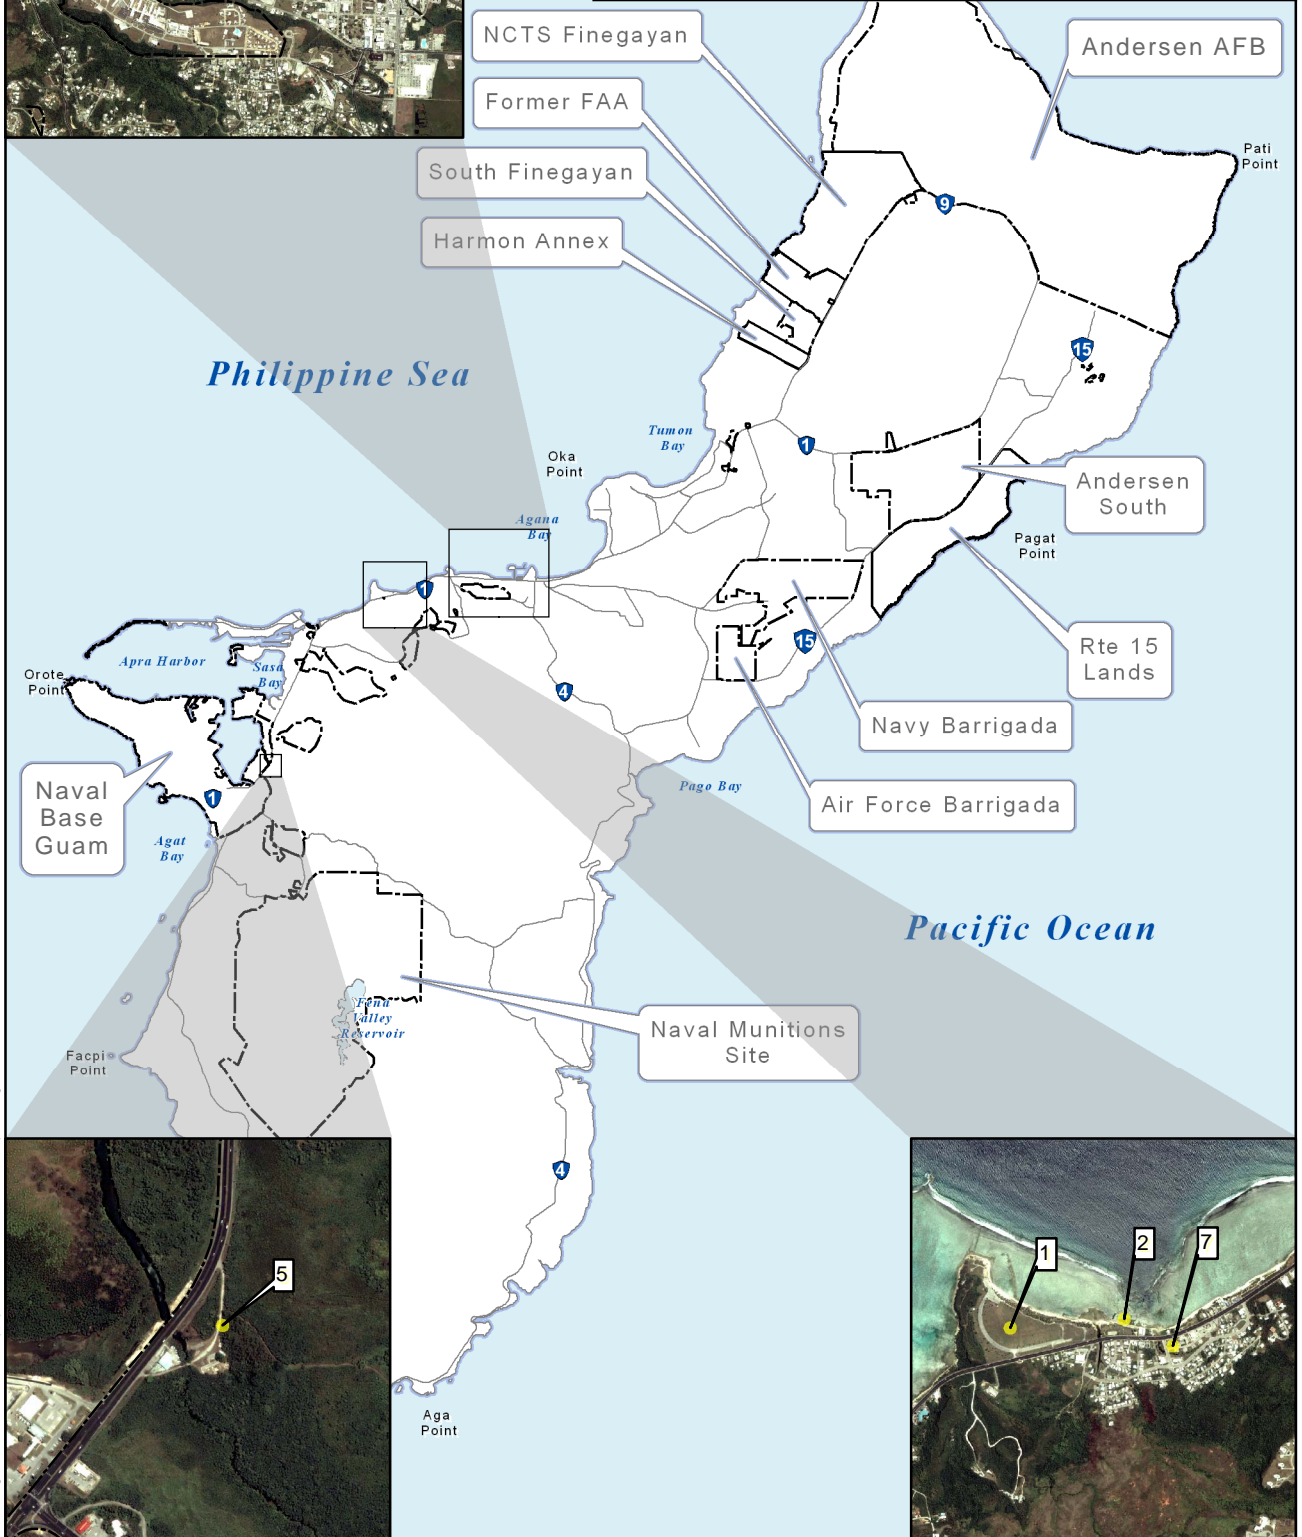 NCTS Finegayan
Andersen AFB
Former FAA
Pati
Point
South Finegayan
9
Harmon Annex
15
Philippine Sea
Tumon
Bay
1
Oka
Point
Andersen
South
Agana
Bay
Pagat
Point
1
15
Rte 15
Lands
Apra Harbor
Sasa
Bay
Orote
Point
4
Navy Barrigada
Naval
Base
Guam
1
Pago Bay
Air Force Barrigada
Agat
Bay
Pacific Ocean
Fena
Valley
Reservoir
Naval Munitions
Site
Facpi
Point
4
5
1
2
7
Aga
Point